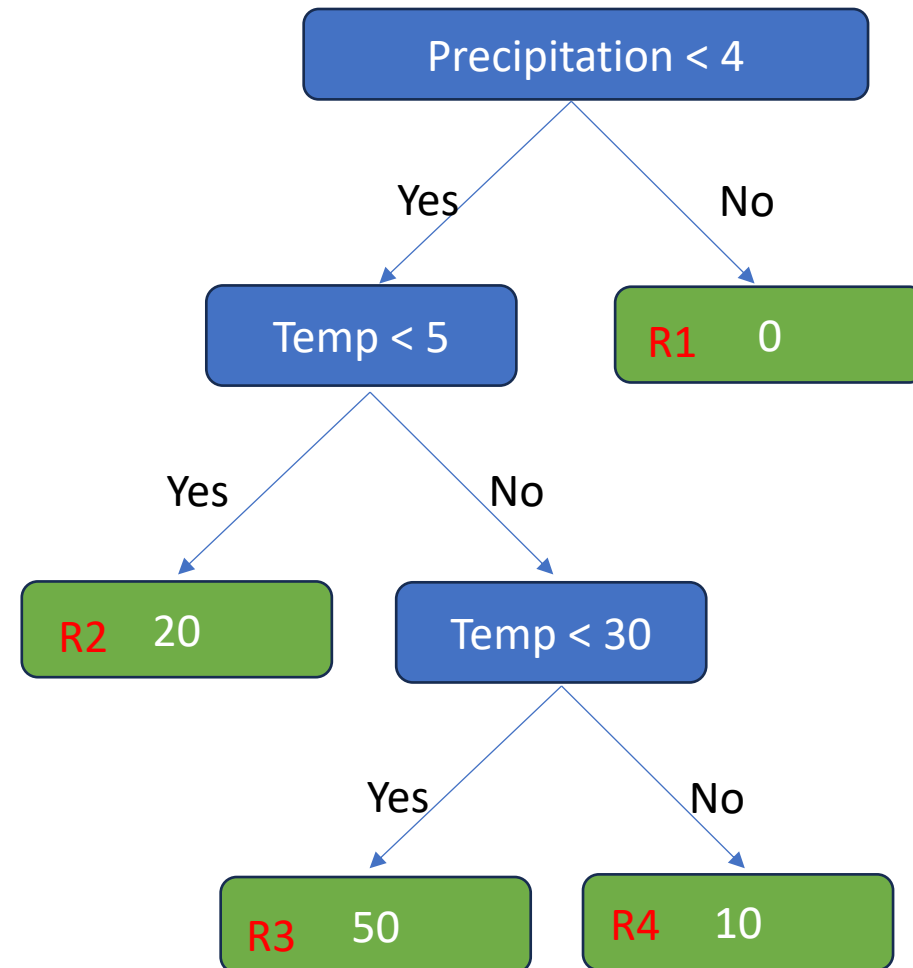 Precipitation < 4
Yes
No
Temp < 5
R1 0
Yes
No
R2 20
Temp < 30
Yes
No
R3 50
R4 10